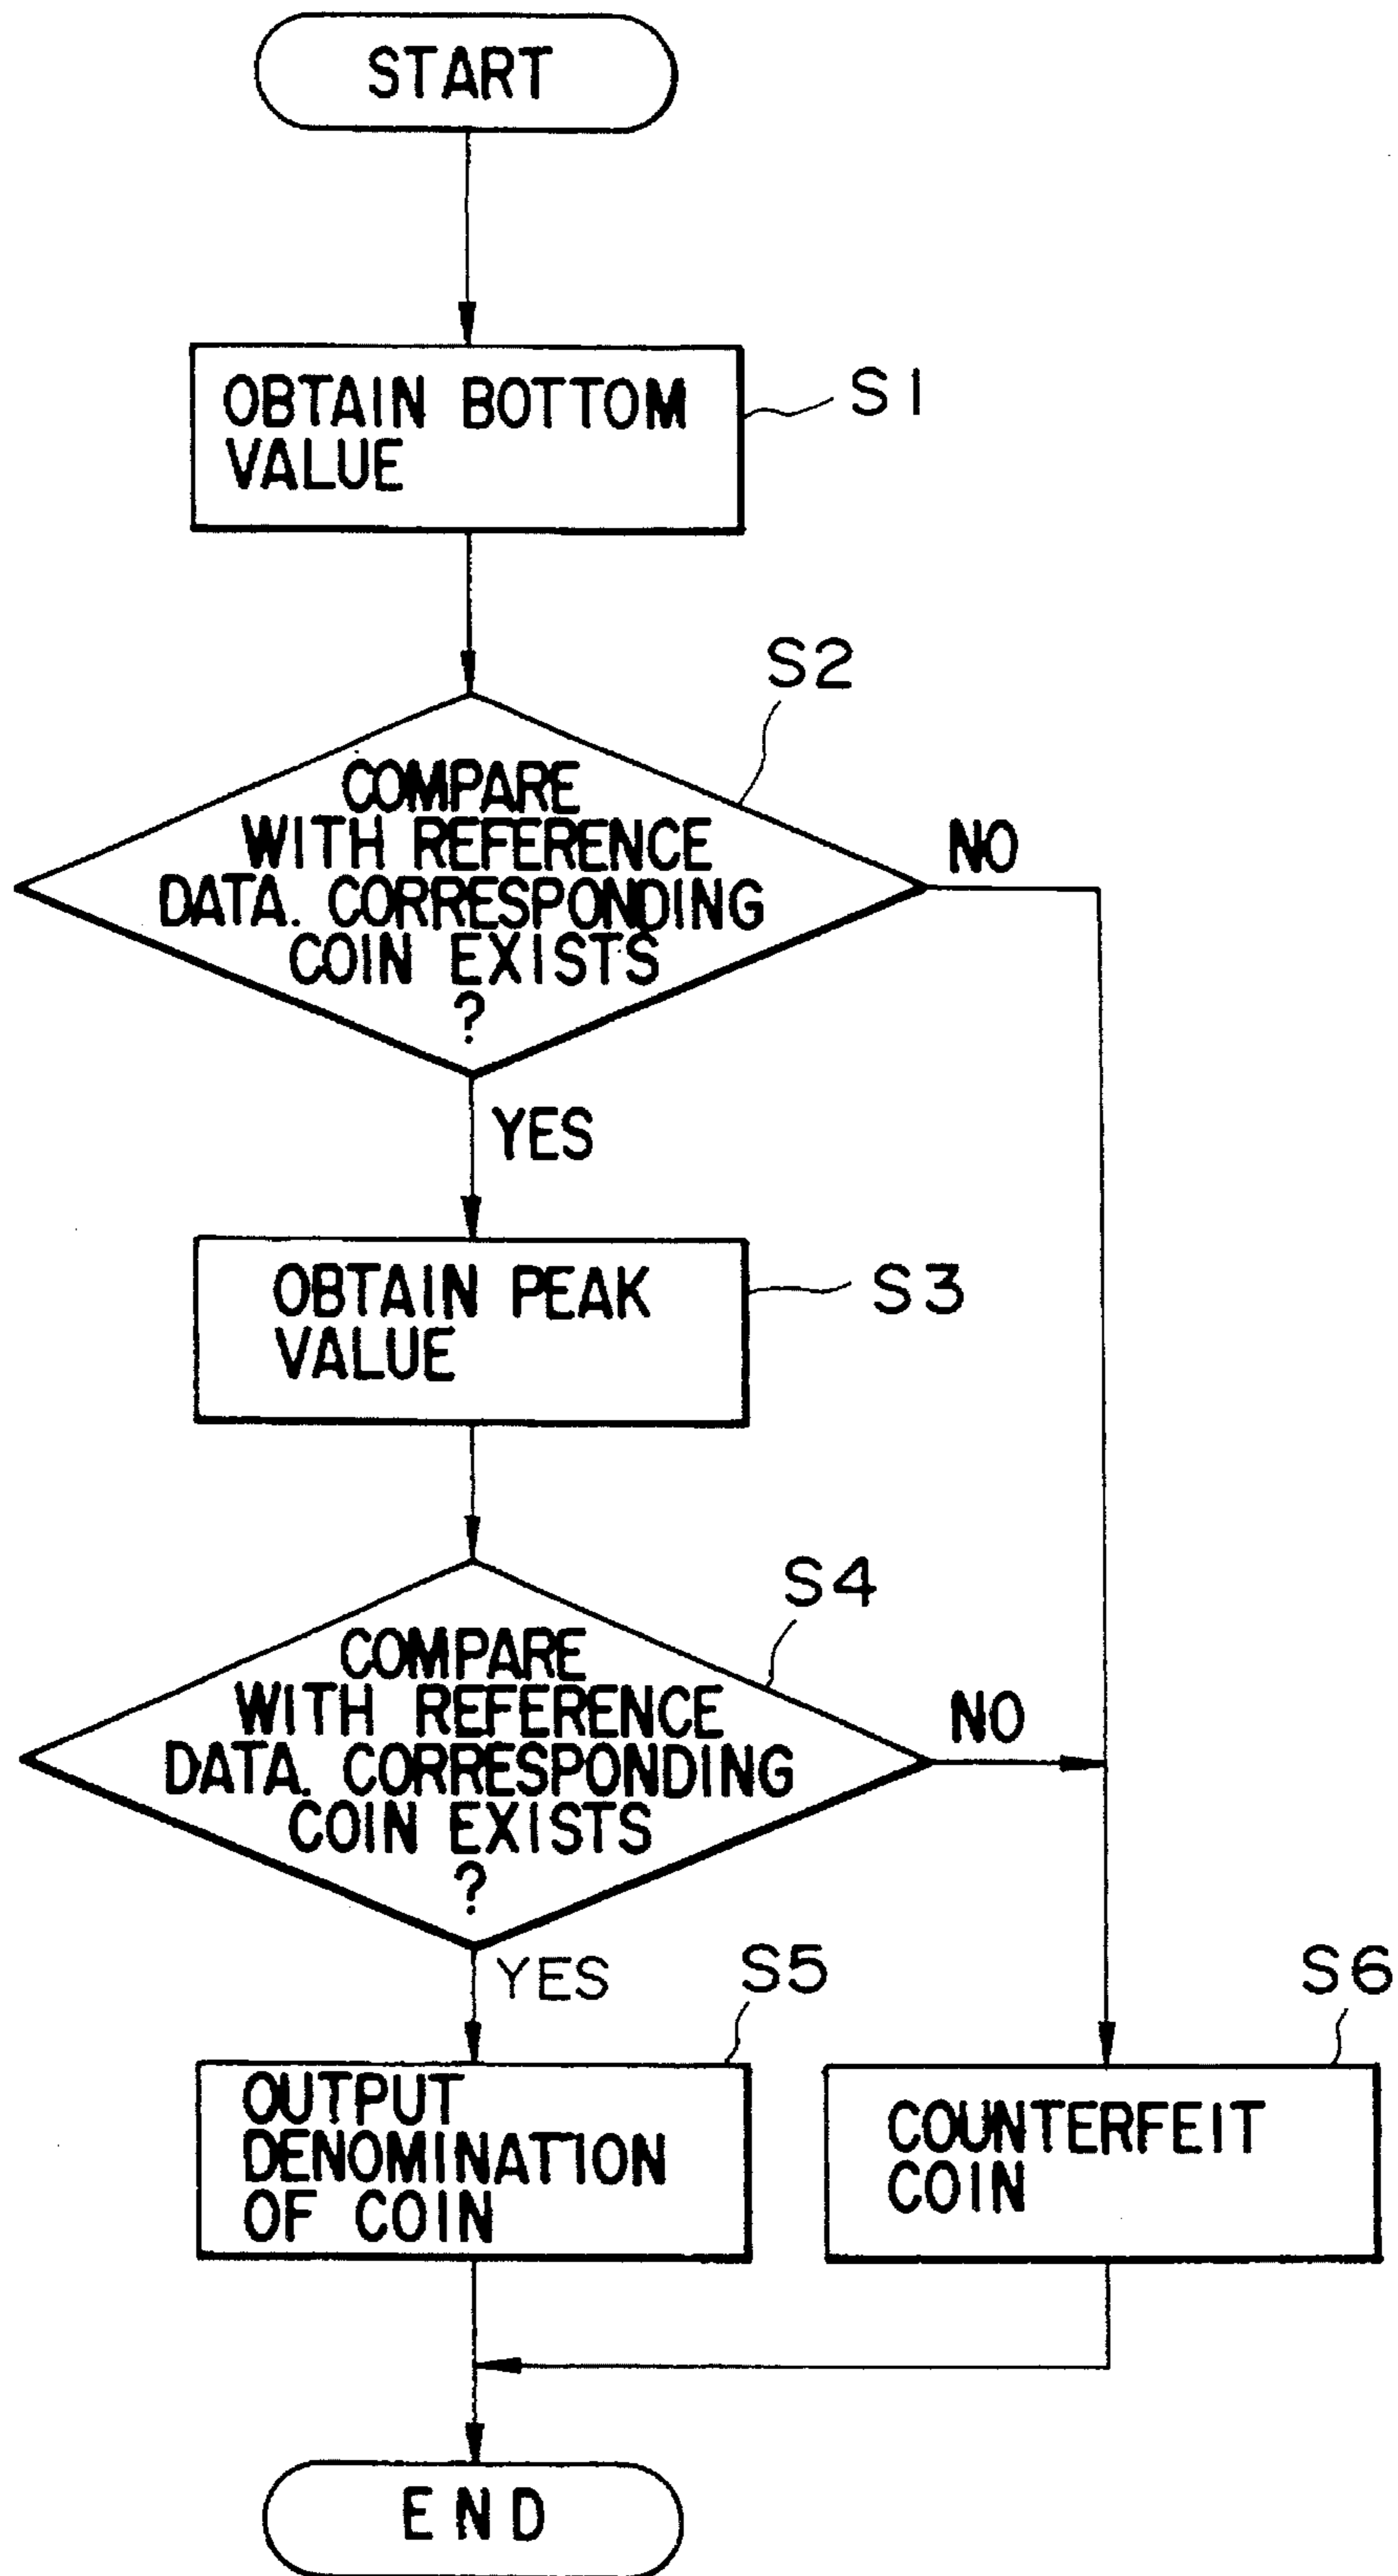 START
OBTAIN BOTTOM
VALUE
S1
S2
COMPARE
WITH REFERENCE
DATA. CORRESPONDING
COIN EXISTS
?
NO
YES
OBTAIN PEAK
VALUE
S3
S4
COMPARE
WITH REFERENCE
DATA. CORRESPONDING
COIN EXISTS
?
NO
YES
S5
S6
OUTPUT
DENOMINATION
OF COIN
COUNTERFEIT
COIN
END